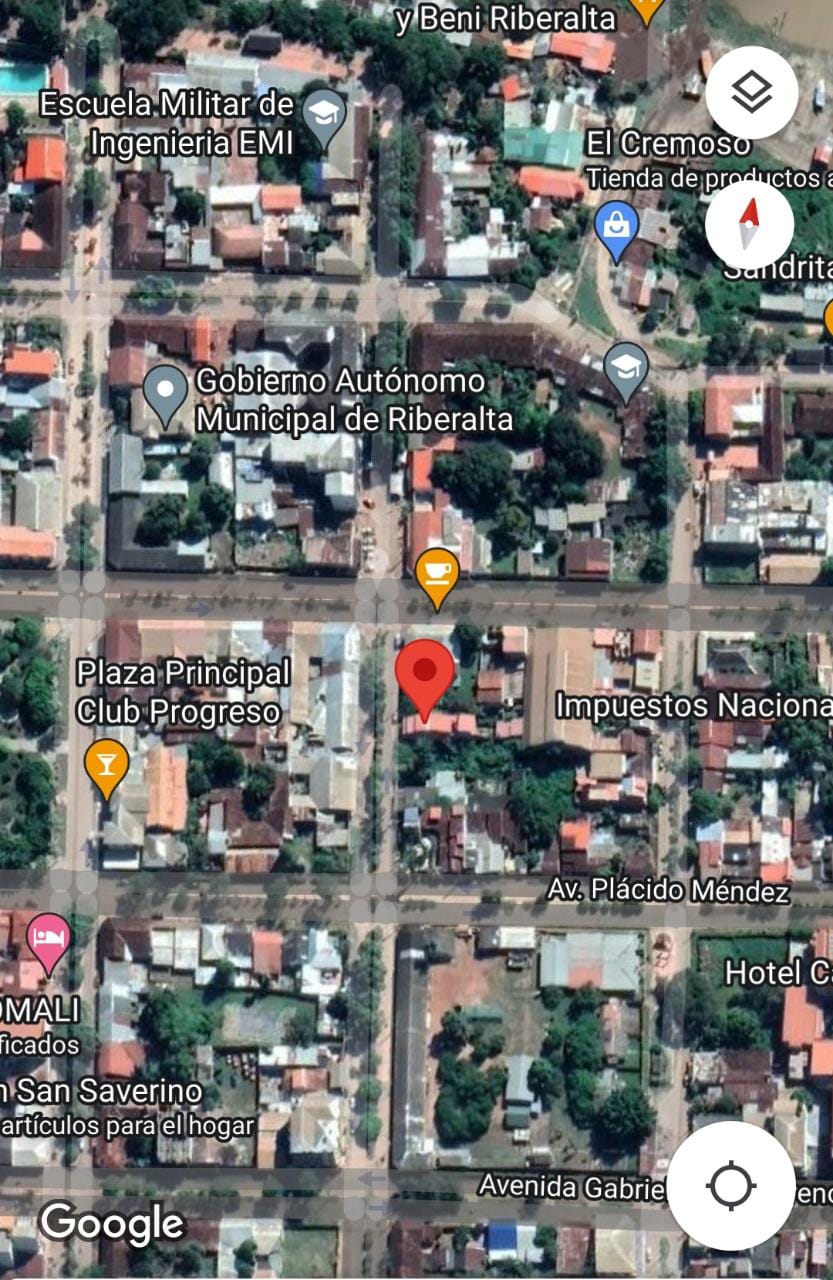 y Beni Riberalta
Escuela Militar de
Ingenieria EMI
El Cremoso
Tienda de productos a
Sandrita
Gobierno Autónomo
Municipal de Riberalta
Plaza Principal
Club Progreso
Impuestos Naciona
Av. Plácido Méndez
OMALI
ficados
Hotel Ca
n San Saverino
artículos para el hogar
Avenida Gabrie
enc
Google